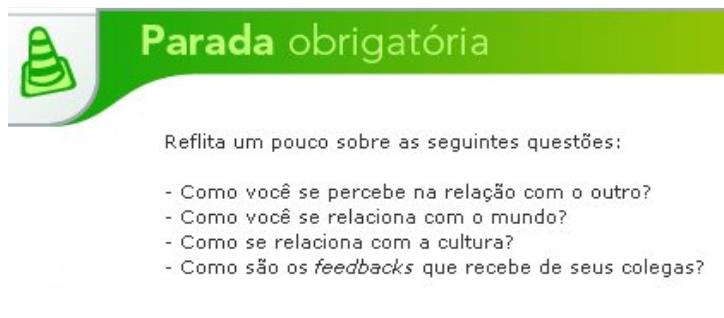 Parada obrigatória
Reflita um pouco sobre as seguintes questões:
- Como você se percebe na relação com o outro?
- Como você se relaciona com o mundo?
- Como se relaciona com a cultura?
- Como são os feedbacks que recebe de seus colegas?